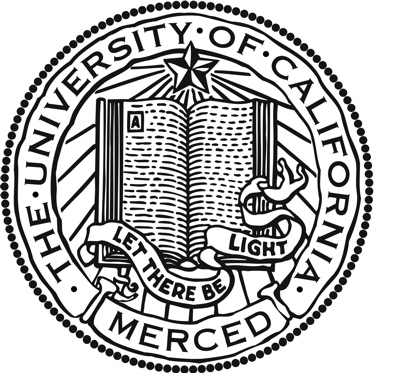 ·THE·UNIVERSITY·OF·CALIFORNIA·
A
LET THERE BE LIGHT
MERCED